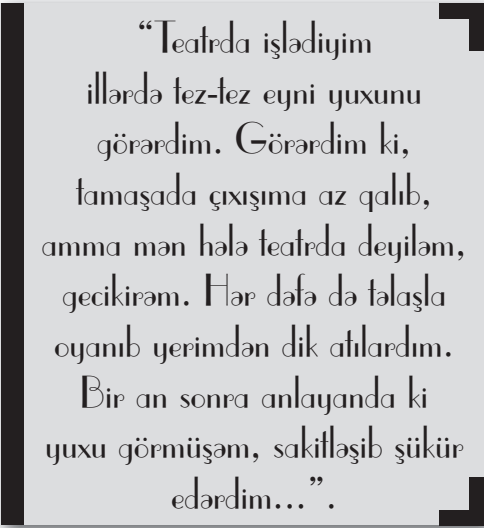 “Teatrda işlədiyim
illərdə tez-tez eyni yuxunu
görərdim. Görərdim ki,
tamaşada çıxışıma az qalıb,
amma mən hələ teatrda deyiləm,
gecikirəm. Hər dəfə də təlaşla
oyanıb yerimdən dik atılardım.
Bir an sonra anlayanda ki
yuxu görmüşəm, sakitləşib şükür
edərdim...”.